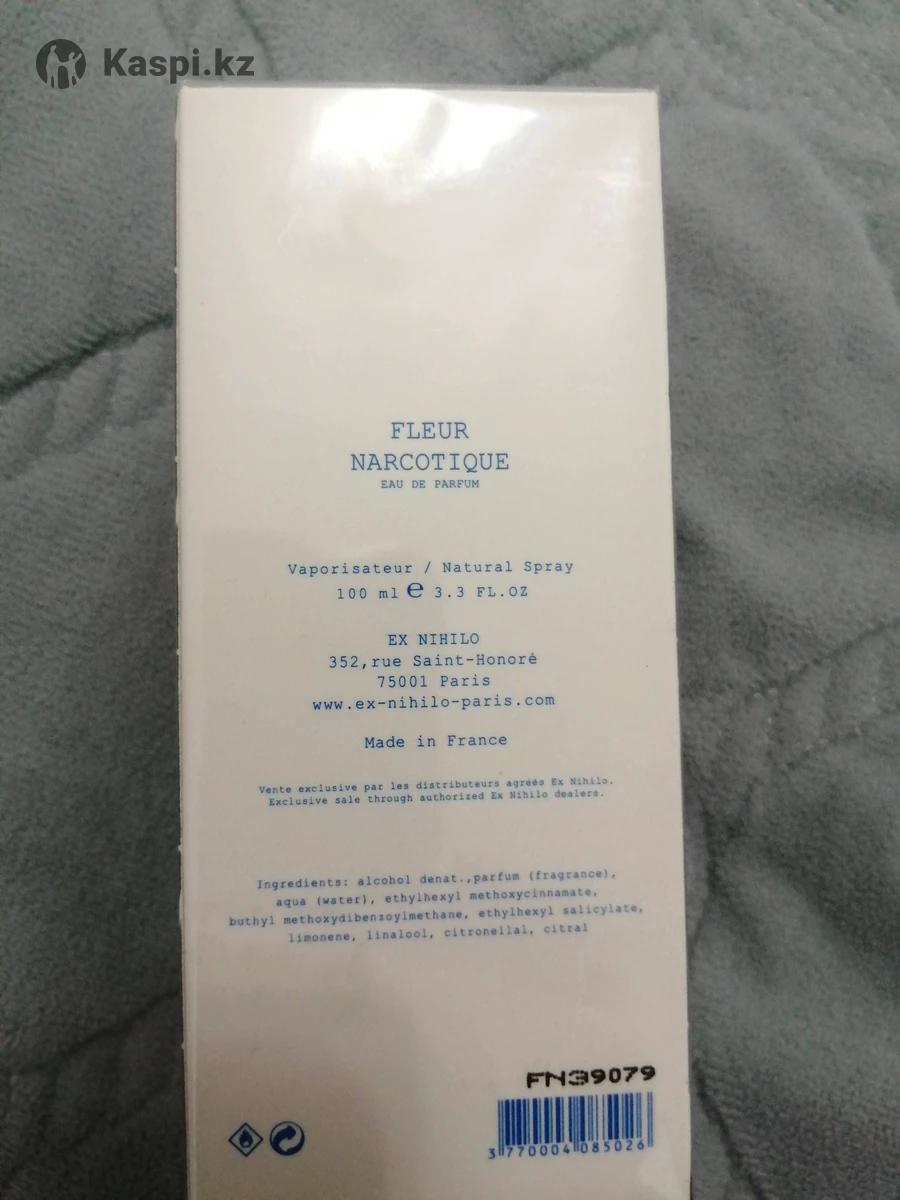 Kaspi.kz
FLEUR
NARCOTIQUE
EAU DE PARFUM
Vaporisateur / Natural Spray
100 ml ℮ 3.3 FL.OZ
EX NIHILO
352,rue Saint-Honoré
75001 Paris
www.ex-nihilo-paris.com
Made in France
Vente exclusive par les distributeurs agréés Ex Nihilo.
Exclusive sale through authorized Ex Nihilo dealers.
Ingredients: alcohol denat.,parfum (fragrance),
aqua (water), ethylhexyl methoxycinnamate,
buthyl methoxydibenzoylmethane, ethylhexyl salicylate,
limonene, linalool, citronellal, citral
FN39079
3 770004 085026